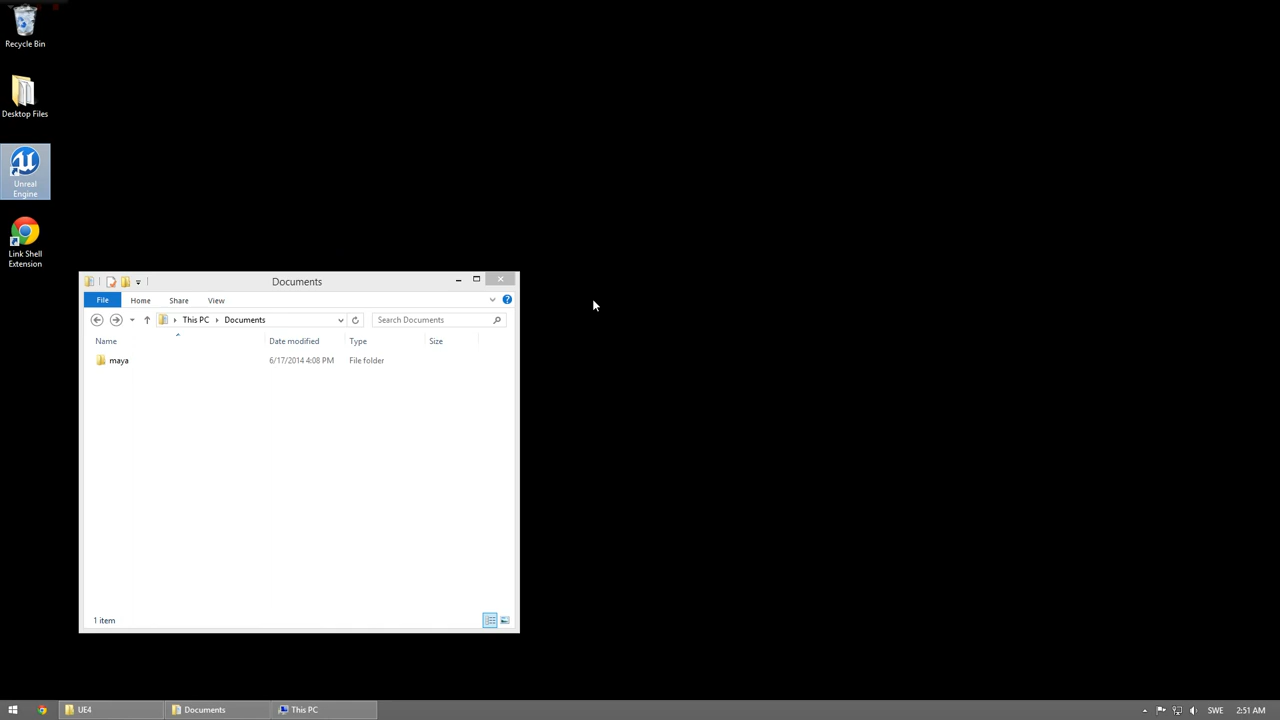 Recycle Bin
Desktop Files
Unreal
Engine
Link Shell
Extension
Documents
File Home Share View
This PC Documents Search Documents
Name Date modified Type Size
maya 6/17/2014 4:08 PM File folder
1 item
UE4 Documents This PC SWE 2:51 AM